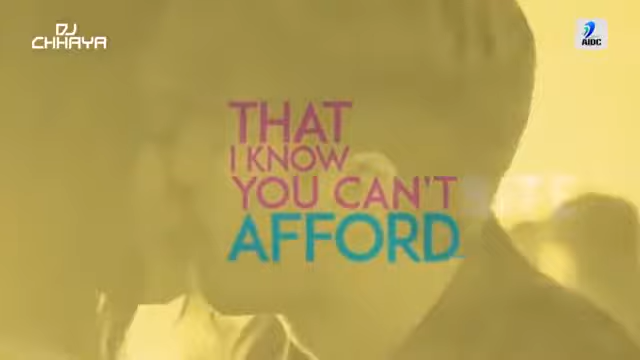 DJ
CHHAYA
AIDC
THAT
I KNOW
YOU CAN'T
AFFORD